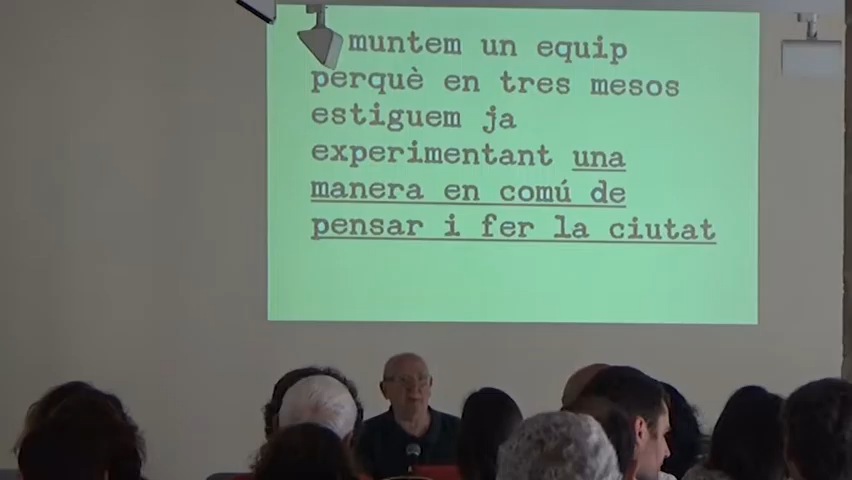 muntem un equip
perquè en tres mesos
estiguem ja
experimentant una
manera en comú de
pensar i fer la ciutat